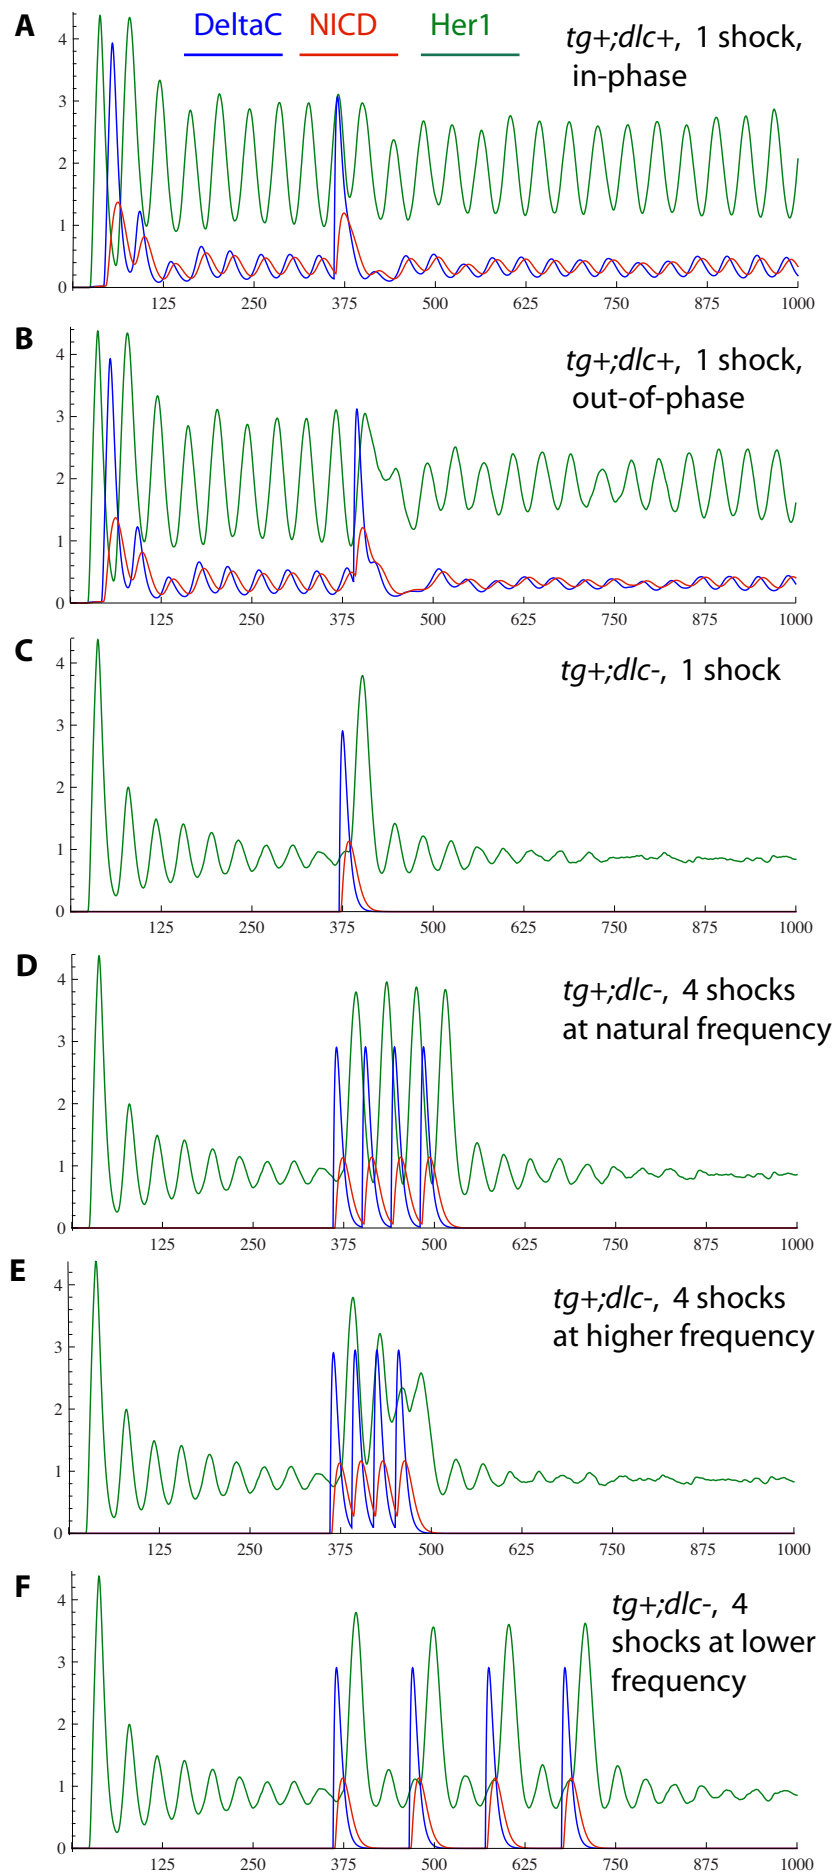 A
DeltaC NICD Her1
tg+;dlc+, 1 shock,
in-phase
4
3
2
1
0
125 250 375 500 625 750 875 1000
B
tg+;dlc+, 1 shock,
out-of-phase
4
3
2
1
0
125 250 375 500 625 750 875 1000
C
tg+;dlc-, 1 shock
4
3
2
1
0
125 250 375 500 625 750 875 1000
D
tg+;dlc-, 4 shocks
at natural frequency
4
3
2
1
0
125 250 375 500 625 750 875 1000
E
tg+;dlc-, 4 shocks
at higher frequency
4
3
2
1
0
125 250 375 500 625 750 875 1000
F
tg+;dlc-, 4
shocks at lower
frequency
4
3
2
1
0
125 250 375 500 625 750 875 1000